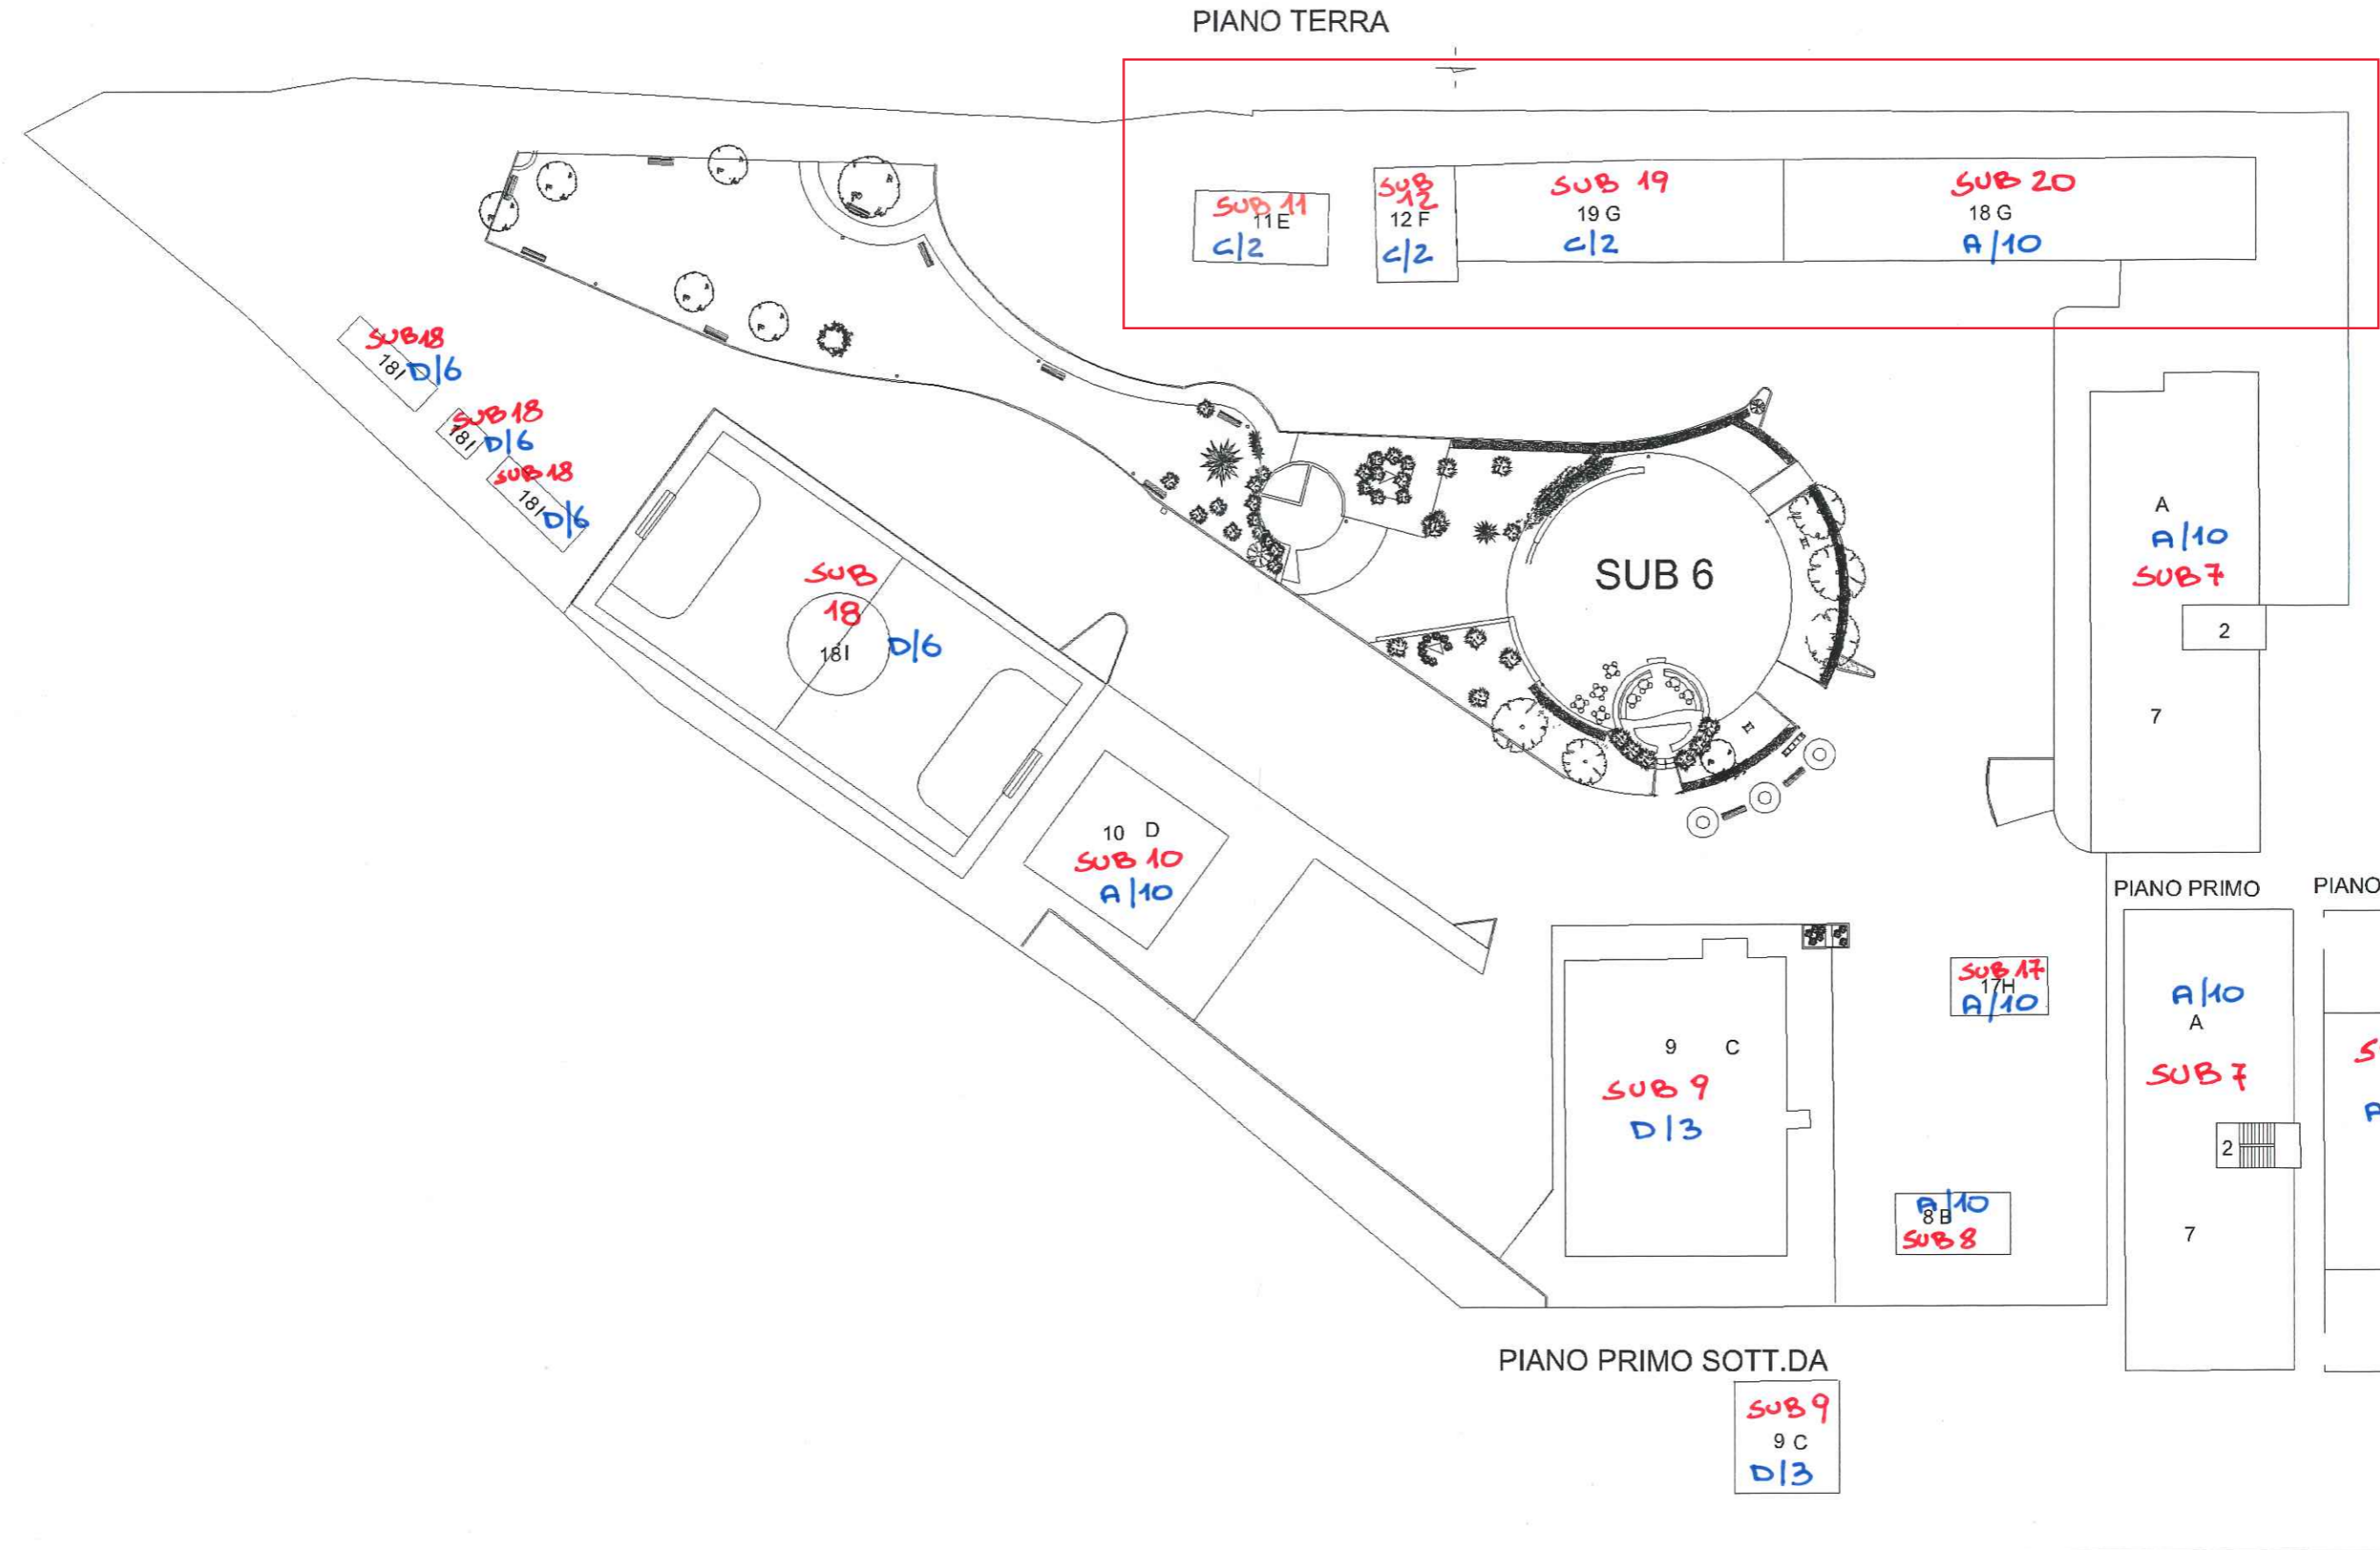 PIANO TERRA
SUB 11
11E
C/2
SUB
12
12 F
C/2
SUB 19
19 G
C/2
SUB 20
18 G
A/10
SUB 18
18I
D/6
SUB 18
18I
D/6
SUB 18
18I
D/6
SUB
18
18I
D/6
SUB 6
A
A/10
SUB 7
2
7
10 D
SUB 10
A/10
9 C
SUB 9
D/3
SUB 17
17H
A/10
A/10
8 B
SUB 8
PIANO PRIMO
A/10
A
SUB 7
2
7
PIANO
PIANO PRIMO SOTT.DA
SUB 9
9 C
D/3